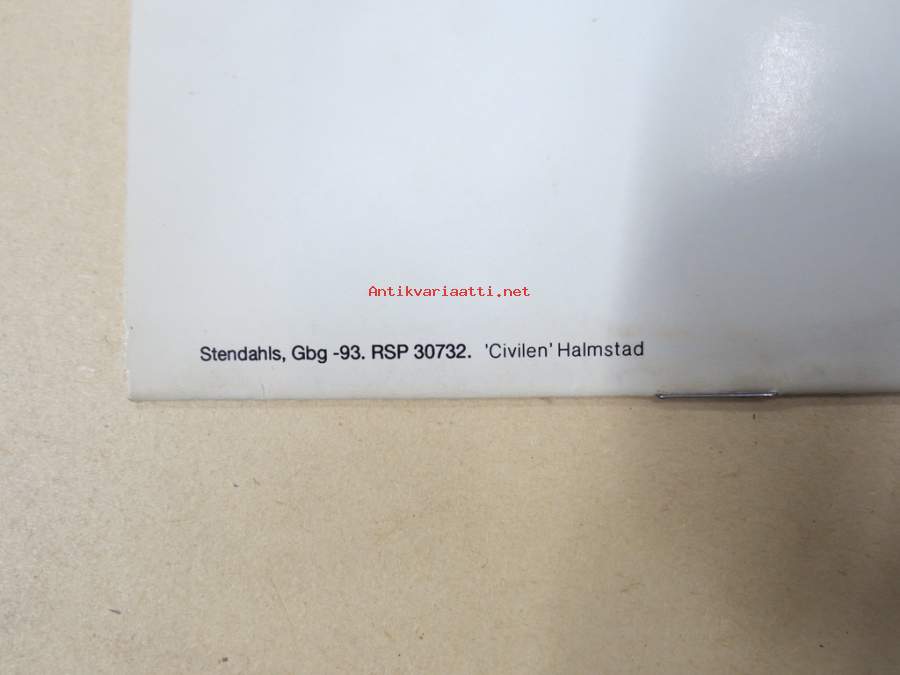 Antikvariaatti.net
Stendahls, Gbg -93. RSP 30732. 'Civilen' Halmstad